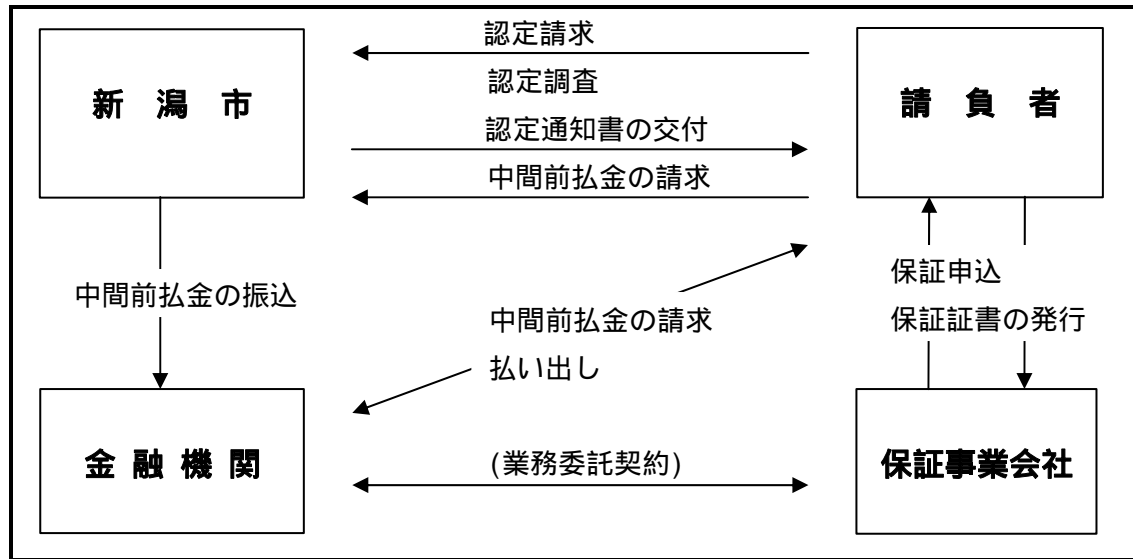 認定請求
認定調査
新潟市
請負者
認定通知書の交付
中間前払金の請求
保証申込
中間前払金の振込
中間前払金の請求
保証証書の発行
払い出し
金融機関
(業務委託契約)
保証事業会社